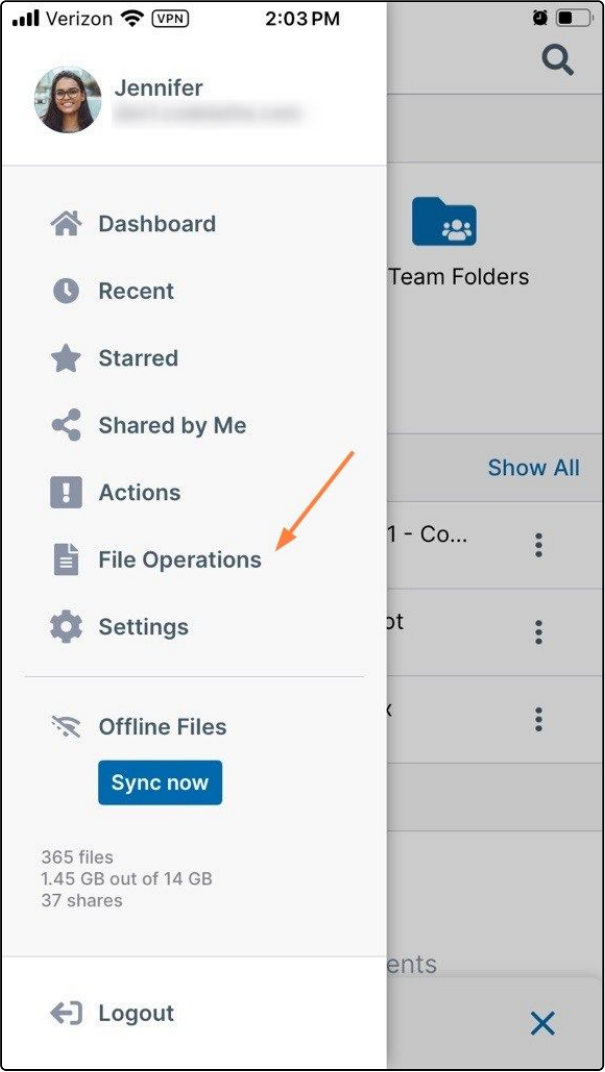 Verizon VPN 2:03 PM
Jennifer
Dashboard
Recent
Starred
Shared by Me
Actions
File Operations
Settings
Offline Files
Sync now
365 files
1.45 GB out of 14 GB
37 shares
Logout
Team Folders
Show All
1 - Co...
ot
x
ents